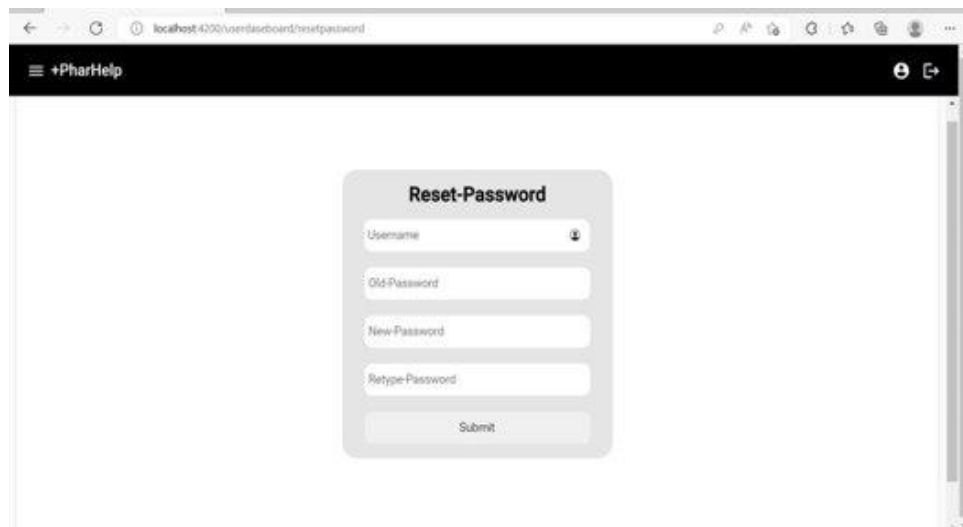 localhost:4200/userdaseboard/resetpassword
+PharHelp
Reset-Password
Username
Old-Password
New-Password
Retype-Password
Submit